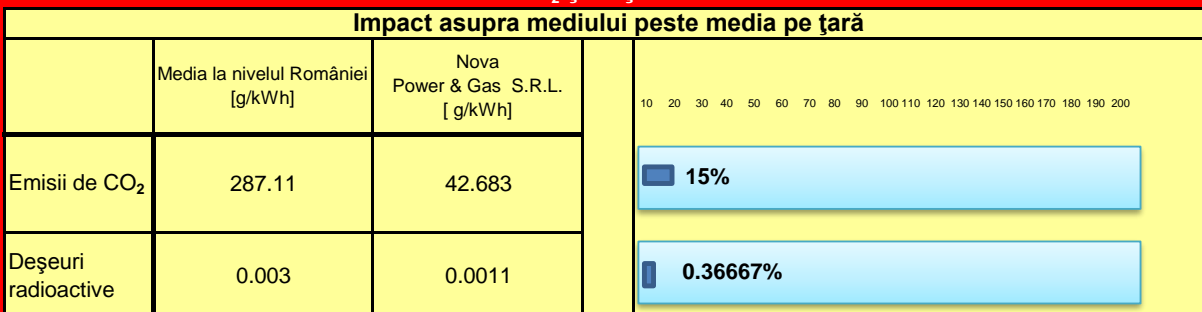 Impact asupra mediului peste media pe ţară
Media la nivelul României
[g/kWh]
Nova
Power & Gas S.R.L.
[ g/kWh]
10 20 30 40 50 60 70 80 90 100 110 120 130 140 150 160 170 180 190 200
Emisii de CO₂ 287.11 42.683 15%
Deşeuri
radioactive 0.003 0.0011 0.36667%